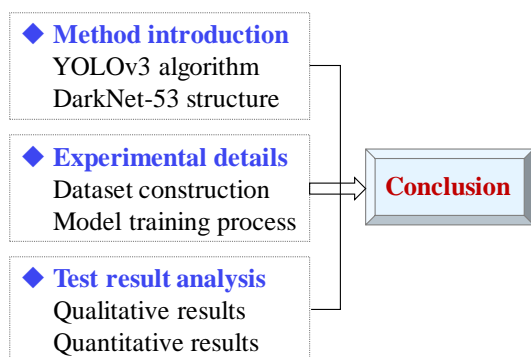 Method introduction
YOLOv3 algorithm
DarkNet-53 structure
Experimental details
Dataset construction
Model training process
Test result analysis
Qualitative results
Quantitative results
Conclusion